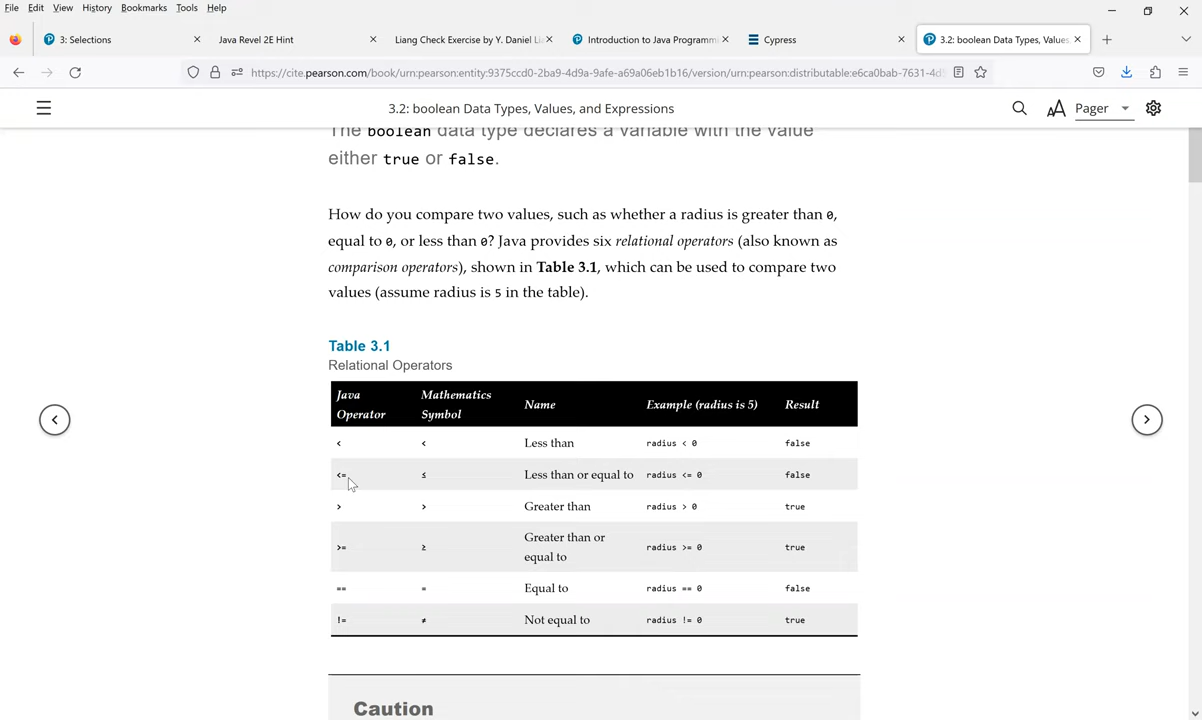 File Edit View History Bookmarks Tools Help
3: Selections
Java Revel 2E Hint
Liang Check Exercise by Y. Daniel Li
Introduction to Java Programm
Cypress
3.2: boolean Data Types, Values,
https://cite.pearson.com/book/urn:pearson:entity:9375ccd0-2ba9-4d9a-9afe-a69a06eb1b16/version/urn:pearson:distributable:e6ca0bab-7631-4d
3.2: boolean Data Types, Values, and Expressions
AA Pager
The boolean data type declares a variable with the value
either true or false.
How do you compare two values, such as whether a radius is greater than 0,
equal to 0, or less than 0? Java provides six relational operators (also known as
comparison operators), shown in Table 3.1, which can be used to compare two
values (assume radius is 5 in the table).
Table 3.1
Relational Operators
Java Operator Mathematics Symbol Name Example (radius is 5) Result
< < Less than radius < 0 false
<= ≤ Less than or equal to radius <= 0 false
> > Greater than radius > 0 true
>= ≥ Greater than or equal to radius >= 0 true
== = Equal to radius == 0 false
!= ≠ Not equal to radius != 0 true
Caution